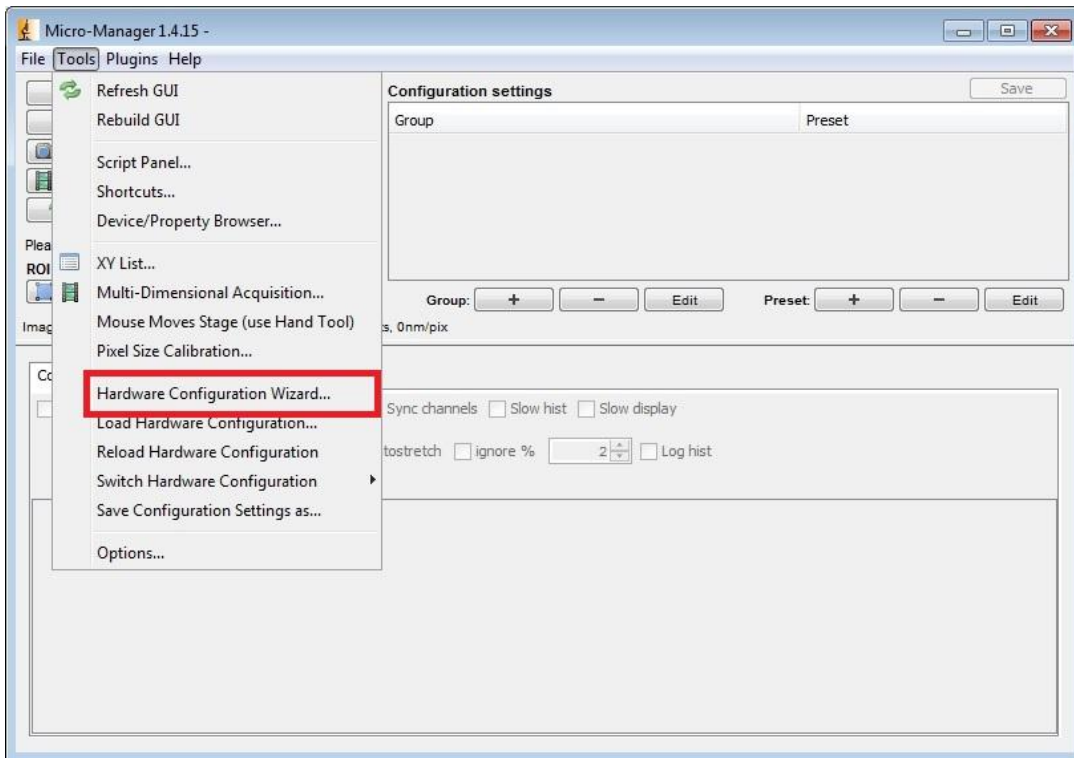 Micro-Manager 1.4.15 -
File Tools Plugins Help
Refresh GUI
Rebuild GUI
Script Panel...
Shortcuts...
Device/Property Browser...
XY List...
Multi-Dimensional Acquisition...
Mouse Moves Stage (use Hand Tool)
Pixel Size Calibration...
Hardware Configuration Wizard...
Load Hardware Configuration...
Reload Hardware Configuration
Switch Hardware Configuration
Save Configuration Settings as...
Options...
Configuration settings Save
Group Preset
Group: + - Edit Preset: + - Edit
Plea
ROI
Imag
s, 0nm/pix
Co
Sync channels Slow hist Slow display
tostretch ignore % 2 Log hist